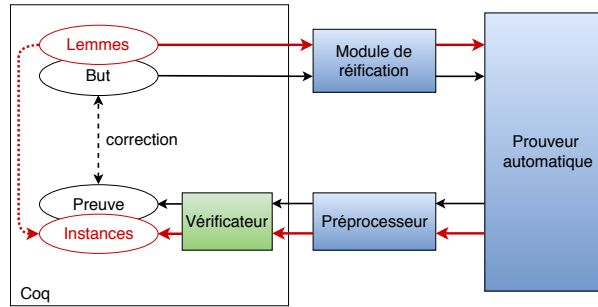 Lemmes
But
Module de
réification
Prouveur
automatique
correction
Preuve
Instances
Vérificateur
Préprocesseur
Coq